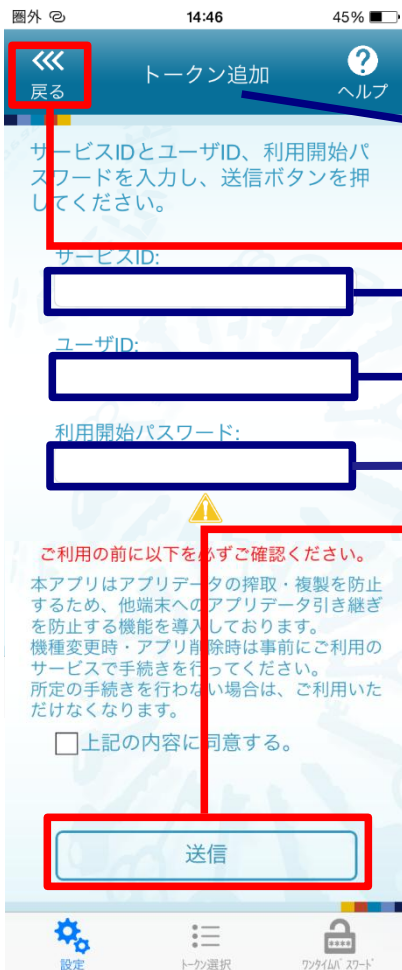 圏外 14:46 45%
戻る トークン追加 ? ヘルプ
サービスIDとユーザID、利用開始パ
スワードを入力し、送信ボタンを押
してください。
サービスID:
ユーザID:
利用開始パスワード:
ご利用の前に以下を必ずご確認ください。
本アプリはアプリデータの搾取・複製を防止
するため、他端末へのアプリデータ引き継ぎ
を防止する機能を導入しております。
機種変更時・アプリ削除時は事前にご利用の
サービスで手続きを行ってください。
所定の手続きを行わない場合は、ご利用いた
だけなくなります。
上記の内容に同意する。
送信
設定 トークン選択 ワンタイムパスワード